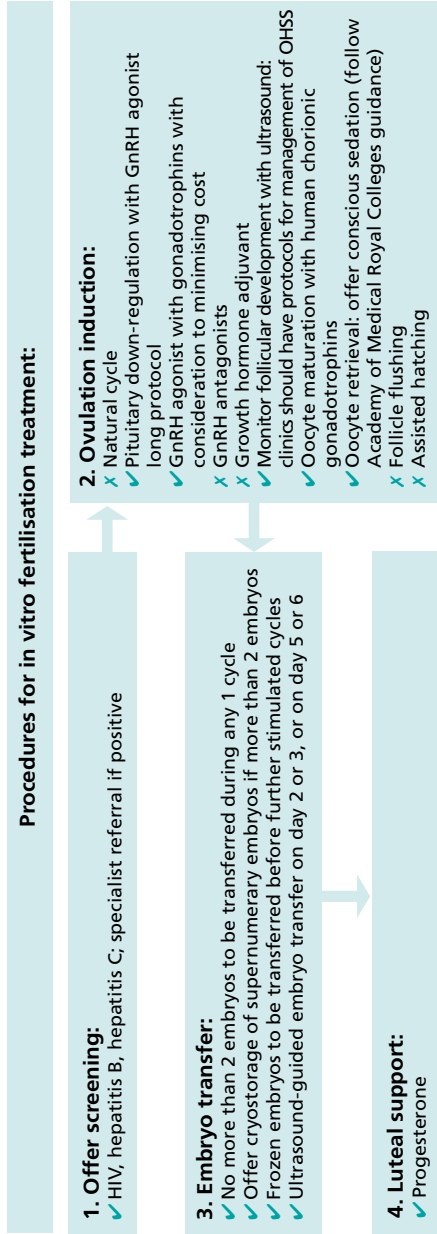 Procedures for in vitro fertilisation treatment:
1. Offer screening:
✓ HIV, hepatitis B, hepatitis C; specialist referral if positive
2. Ovulation induction:
✗ Natural cycle
✓ Pituitary down-regulation with GnRH agonist
long protocol
✓ GnRH agonist with gonadotrophins with
consideration to minimising cost
✗ GnRH antagonists
✗ Growth hormone adjuvant
✓ Monitor follicular development with ultrasound:
clinics should have protocols for management of OHSS
✓ Oocyte maturation with human chorionic
gonadotrophins
✓ Oocyte retrieval: offer conscious sedation (follow
Academy of Medical Royal Colleges guidance)
✗ Follicle flushing
✗ Assisted hatching
3. Embryo transfer:
✓ No more than 2 embryos to be transferred during any 1 cycle
✓ Offer cryostorage of supernumerary embryos if more than 2 embryos
✓ Frozen embryos to be transferred before further stimulated cycles
✓ Ultrasound-guided embryo transfer on day 2 or 3, or on day 5 or 6
4. Luteal support:
✓ Progesterone